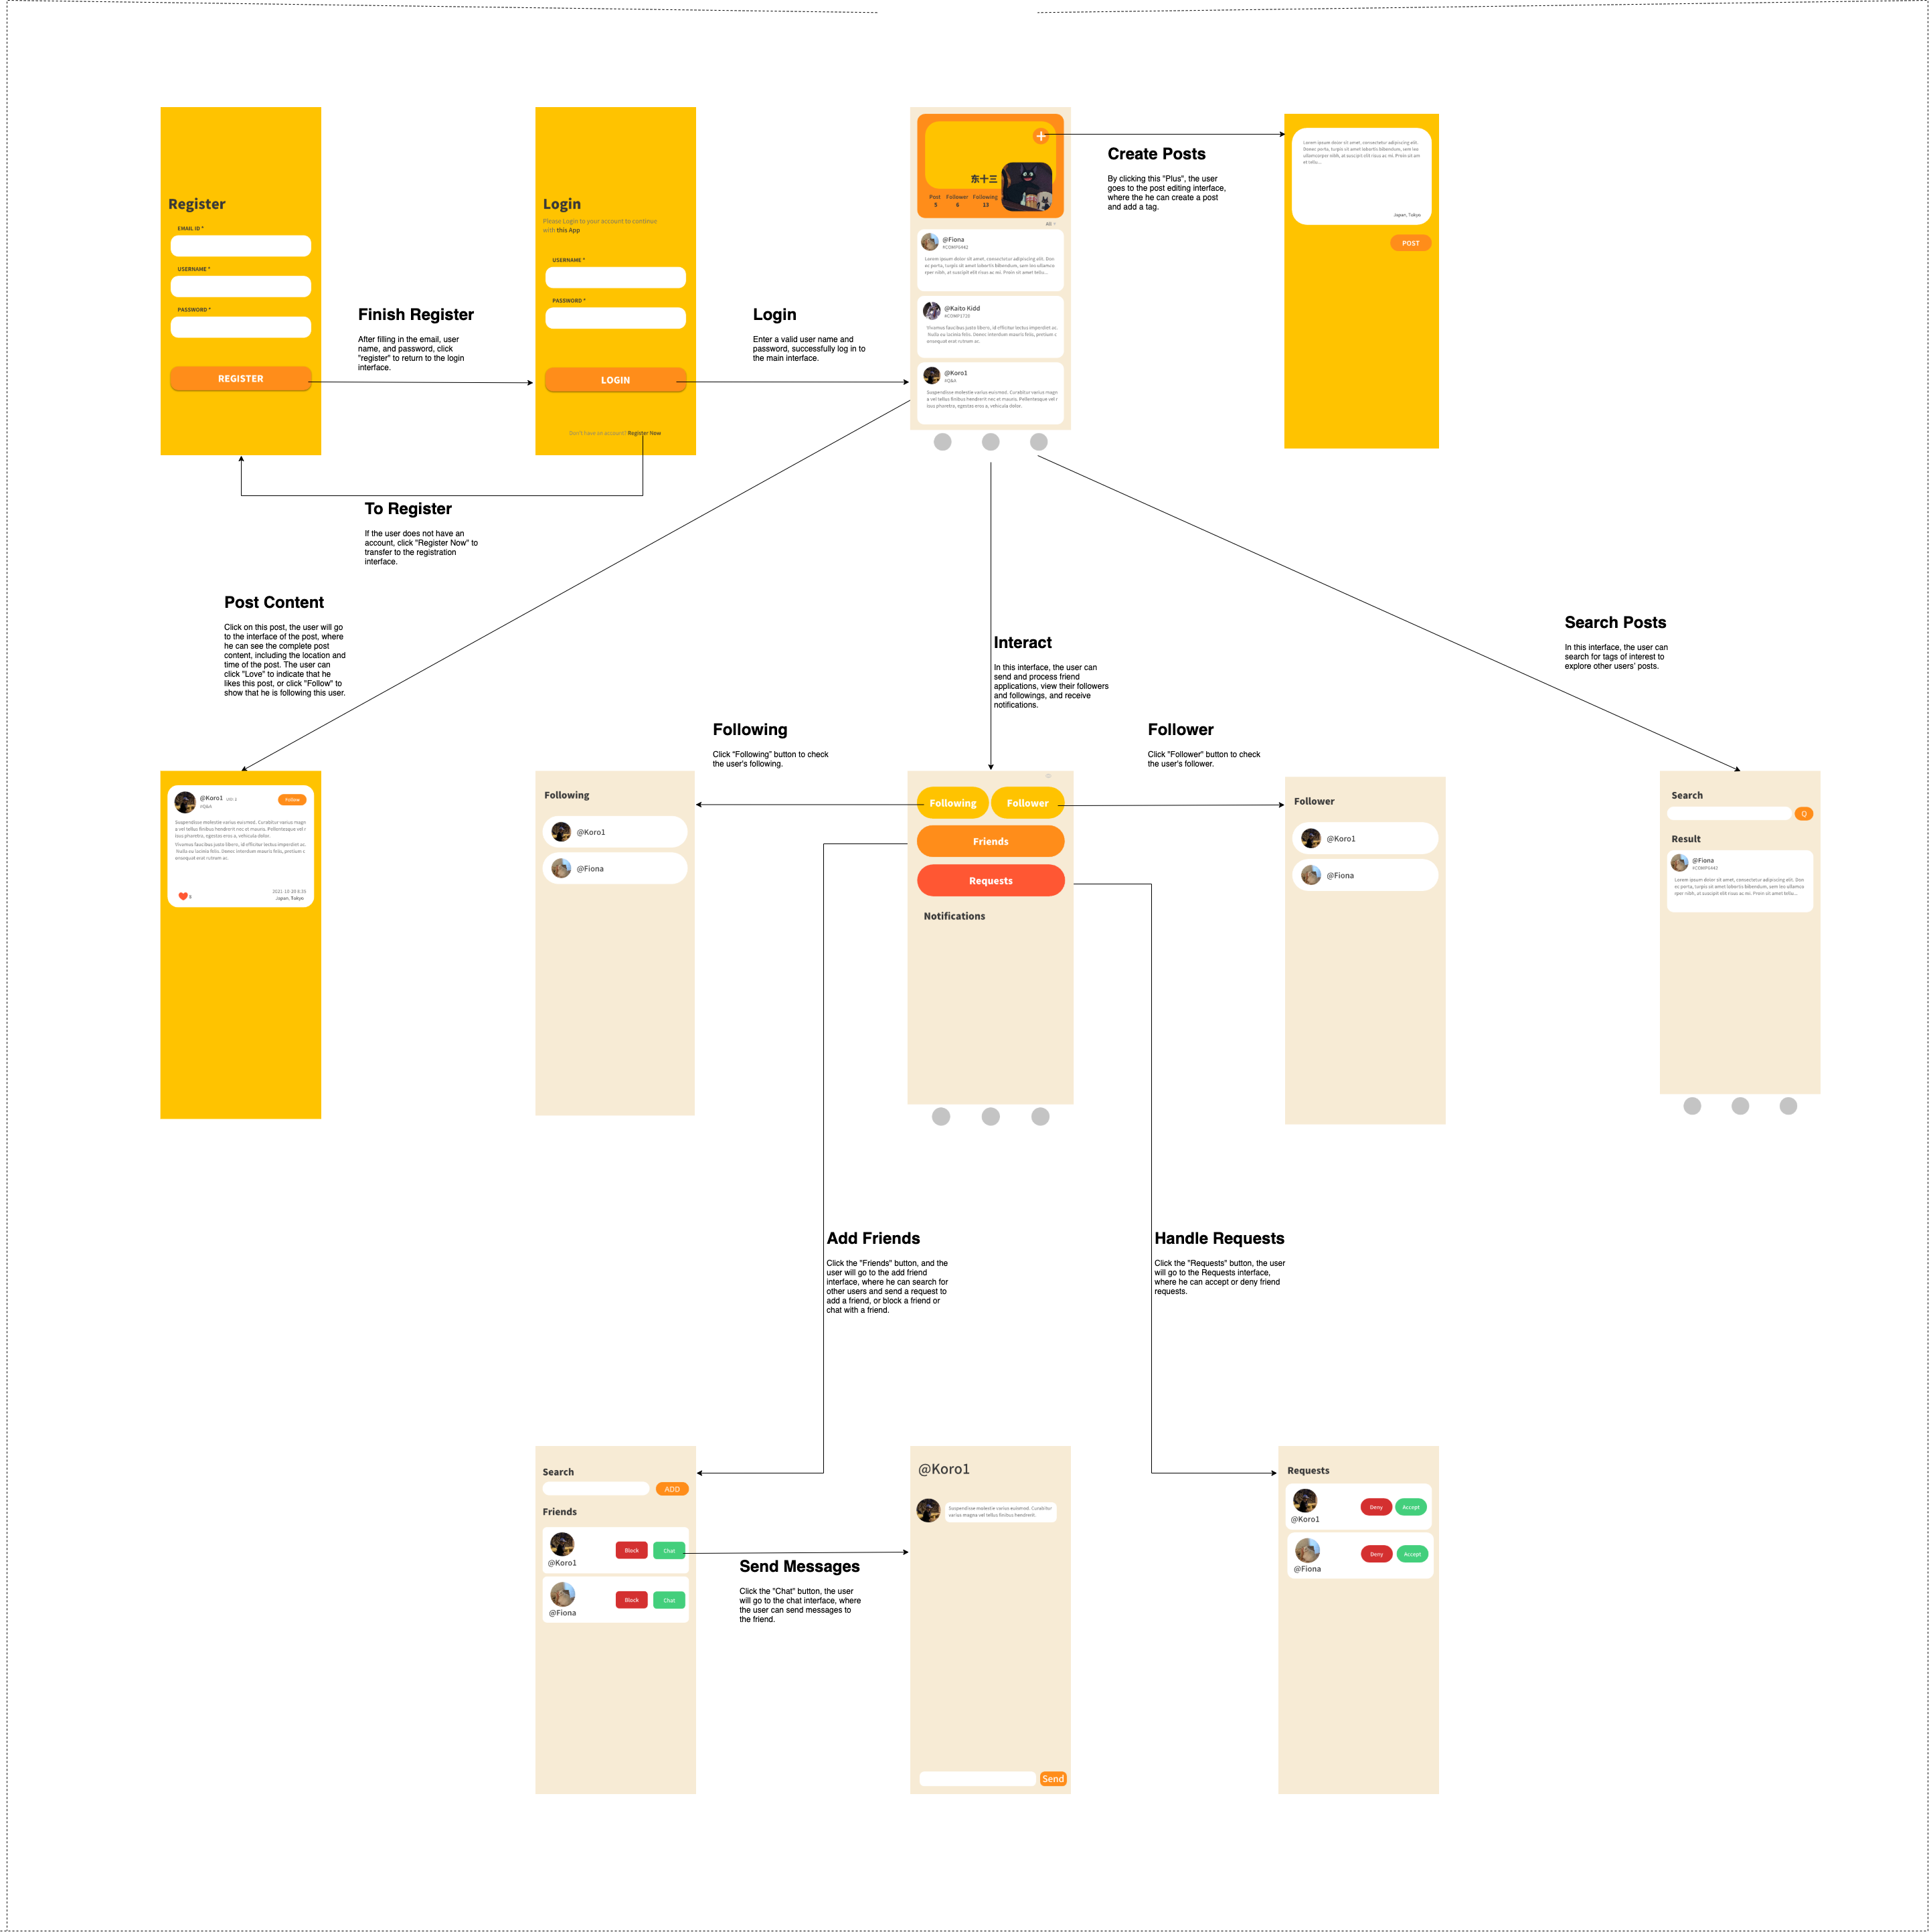 Register
EMAIL ID *
USERNAME *
PASSWORD *
REGISTER
Finish Register
After filling in the email, user
name, and password, click
"register" to return to the login
interface.
Login
Please Login to your account to continue
with this App
USERNAME *
PASSWORD *
LOGIN
Don't have an account? Register Now
Login
Enter a valid user name and
password, successfully log in to
the main interface.
东十三
Post Follower Following
5 6 13
All
@Fiona
#COMP6442
Lorem ipsum dolor sit amet, consectetur adipiscing elit. Don
ec porta, turpis sit amet lobortis bibendum, sem leo ullamco
rper nibh, at suscipit elit risus ac mi. Proin sit amet tellu...
@Kaito Kidd
#COMP1725
Vivamus faucibus justo libero, id efficitur lectus imperdiet ac.
Nulla eu lacinia felis. Donec interdum mauris felis, pretium c
onsequat erat rutrum ac.
@Koro1
#Q&A
Suspendisse molestie varius euismod. Curabitur varius magn
a vel tellus finibus hendrerit nec et mauris. Pellentesque vel r
isus pharetra, egestas eros a, vehicula dolor.
Create Posts
By clicking this "Plus", the user
goes to the post editing interface,
where the he can create a post
and add a tag.
Lorem ipsum dolor sit amet, consectetur adipiscing elit.
Donec porta, turpis sit amet lobortis bibendum, sem leo
ullamcorper nibh, at suscipit elit risus ac mi. Proin sit am
et tellu...
Japan, Tokyo
POST
To Register
If the user does not have an
account, click "Register Now" to
transfer to the registration
interface.
Post Content
Click on this post, the user will go
to the interface of the post, where
he can see the complete post
content, including the location and
time of the post. The user can
click "Love" to indicate that he
likes this post, or click "Follow" to
show that he is following this user.
Interact
In this interface, the user can
send and process friend
applications, view their followers
and followings, and receive
notifications.
Search Posts
In this interface, the user can
search for tags of interest to
explore other users' posts.
Following
Click "Following" button to check
the user's following.
Follower
Click "Follower" button to check
the user's follower.
@Koro1
#Q&A
Follow
Suspendisse molestie varius euismod. Curabitur varius magn
a vel tellus finibus hendrerit nec et mauris. Pellentesque vel r
isus pharetra, egestas eros a, vehicula dolor.
Vivamus faucibus justo libero, id efficitur lectus imperdiet ac.
Nulla eu lacinia felis. Donec interdum mauris felis, pretium c
onsequat erat rutrum ac.
Japan, Tokyo
Following
@Koro1
@Fiona
Following
Follower
Friends
Requests
Notifications
Follower
@Koro1
@Fiona
Search
Q
Result
@Fiona
#COMP6442
Lorem ipsum dolor sit amet, consectetur adipiscing elit. Don
ec porta, turpis sit amet lobortis bibendum, sem leo ullamco
rper nibh, at suscipit elit risus ac mi. Proin sit amet tellu...
Add Friends
Click the "Friends" button, and the
user will go to the add friend
interface, where he can search for
other users and send a request to
add a friend, or block a friend or
chat with a friend.
Handle Requests
Click the "Requests" button, the user
will go to the Requests interface,
where he can accept or deny friend
requests.
Search
ADD
Friends
@Koro1
Block
Chat
@Fiona
Block
Chat
Send Messages
Click the "Chat" button, the user
will go to the chat interface, where
the user can send messages to
the friend.
@Koro1
Suspendisse molestie varius euismod. Curabitur
varius magna vel tellus finibus hendrerit.
Send
Requests
@Koro1
Deny
Accept
@Fiona
Deny
Accept